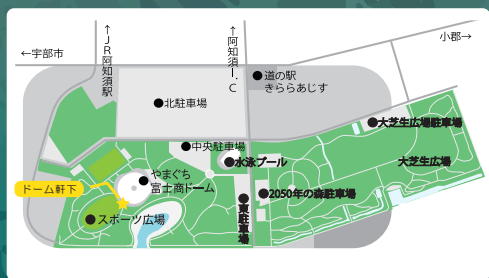 ←宇部市
↑JR阿知須駅
↑阿知須I.C
小郡→
●道の駅
きららあじす
●北駐車場
●大芝生広場駐車場
●中央駐車場
●水泳プール
大芝生広場
●やまぐち
富士商ドーム
ドーム軒下
●東駐車場
●2050年の森駐車場
●スポーツ広場